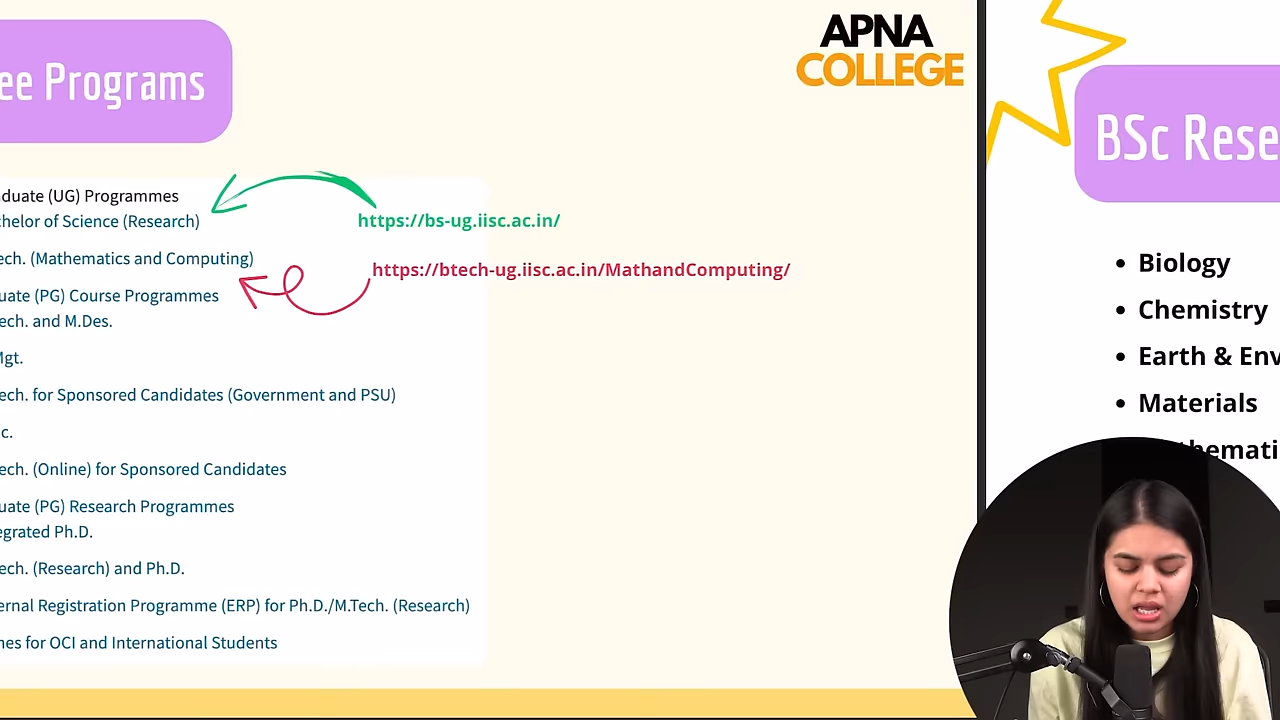 ee Programs
APNA
COLLEGE
BSc Rese
aduate (UG) Programmes
chelor of Science (Research)
https://bs-ug.iisc.ac.in/
ech. (Mathematics and Computing)
https://btech-ug.iisc.ac.in/MathandComputing/
uate (PG) Course Programmes
ech. and M.Des.
Mgt.
ech. for Sponsored Candidates (Government and PSU)
c.
ech. (Online) for Sponsored Candidates
uate (PG) Research Programmes
egrated Ph.D.
ech. (Research) and Ph.D.
ernal Registration Programme (ERP) for Ph.D./M.Tech. (Research)
nes for OCI and International Students
• Biology
• Chemistry
• Earth & Env
• Materials
hemati